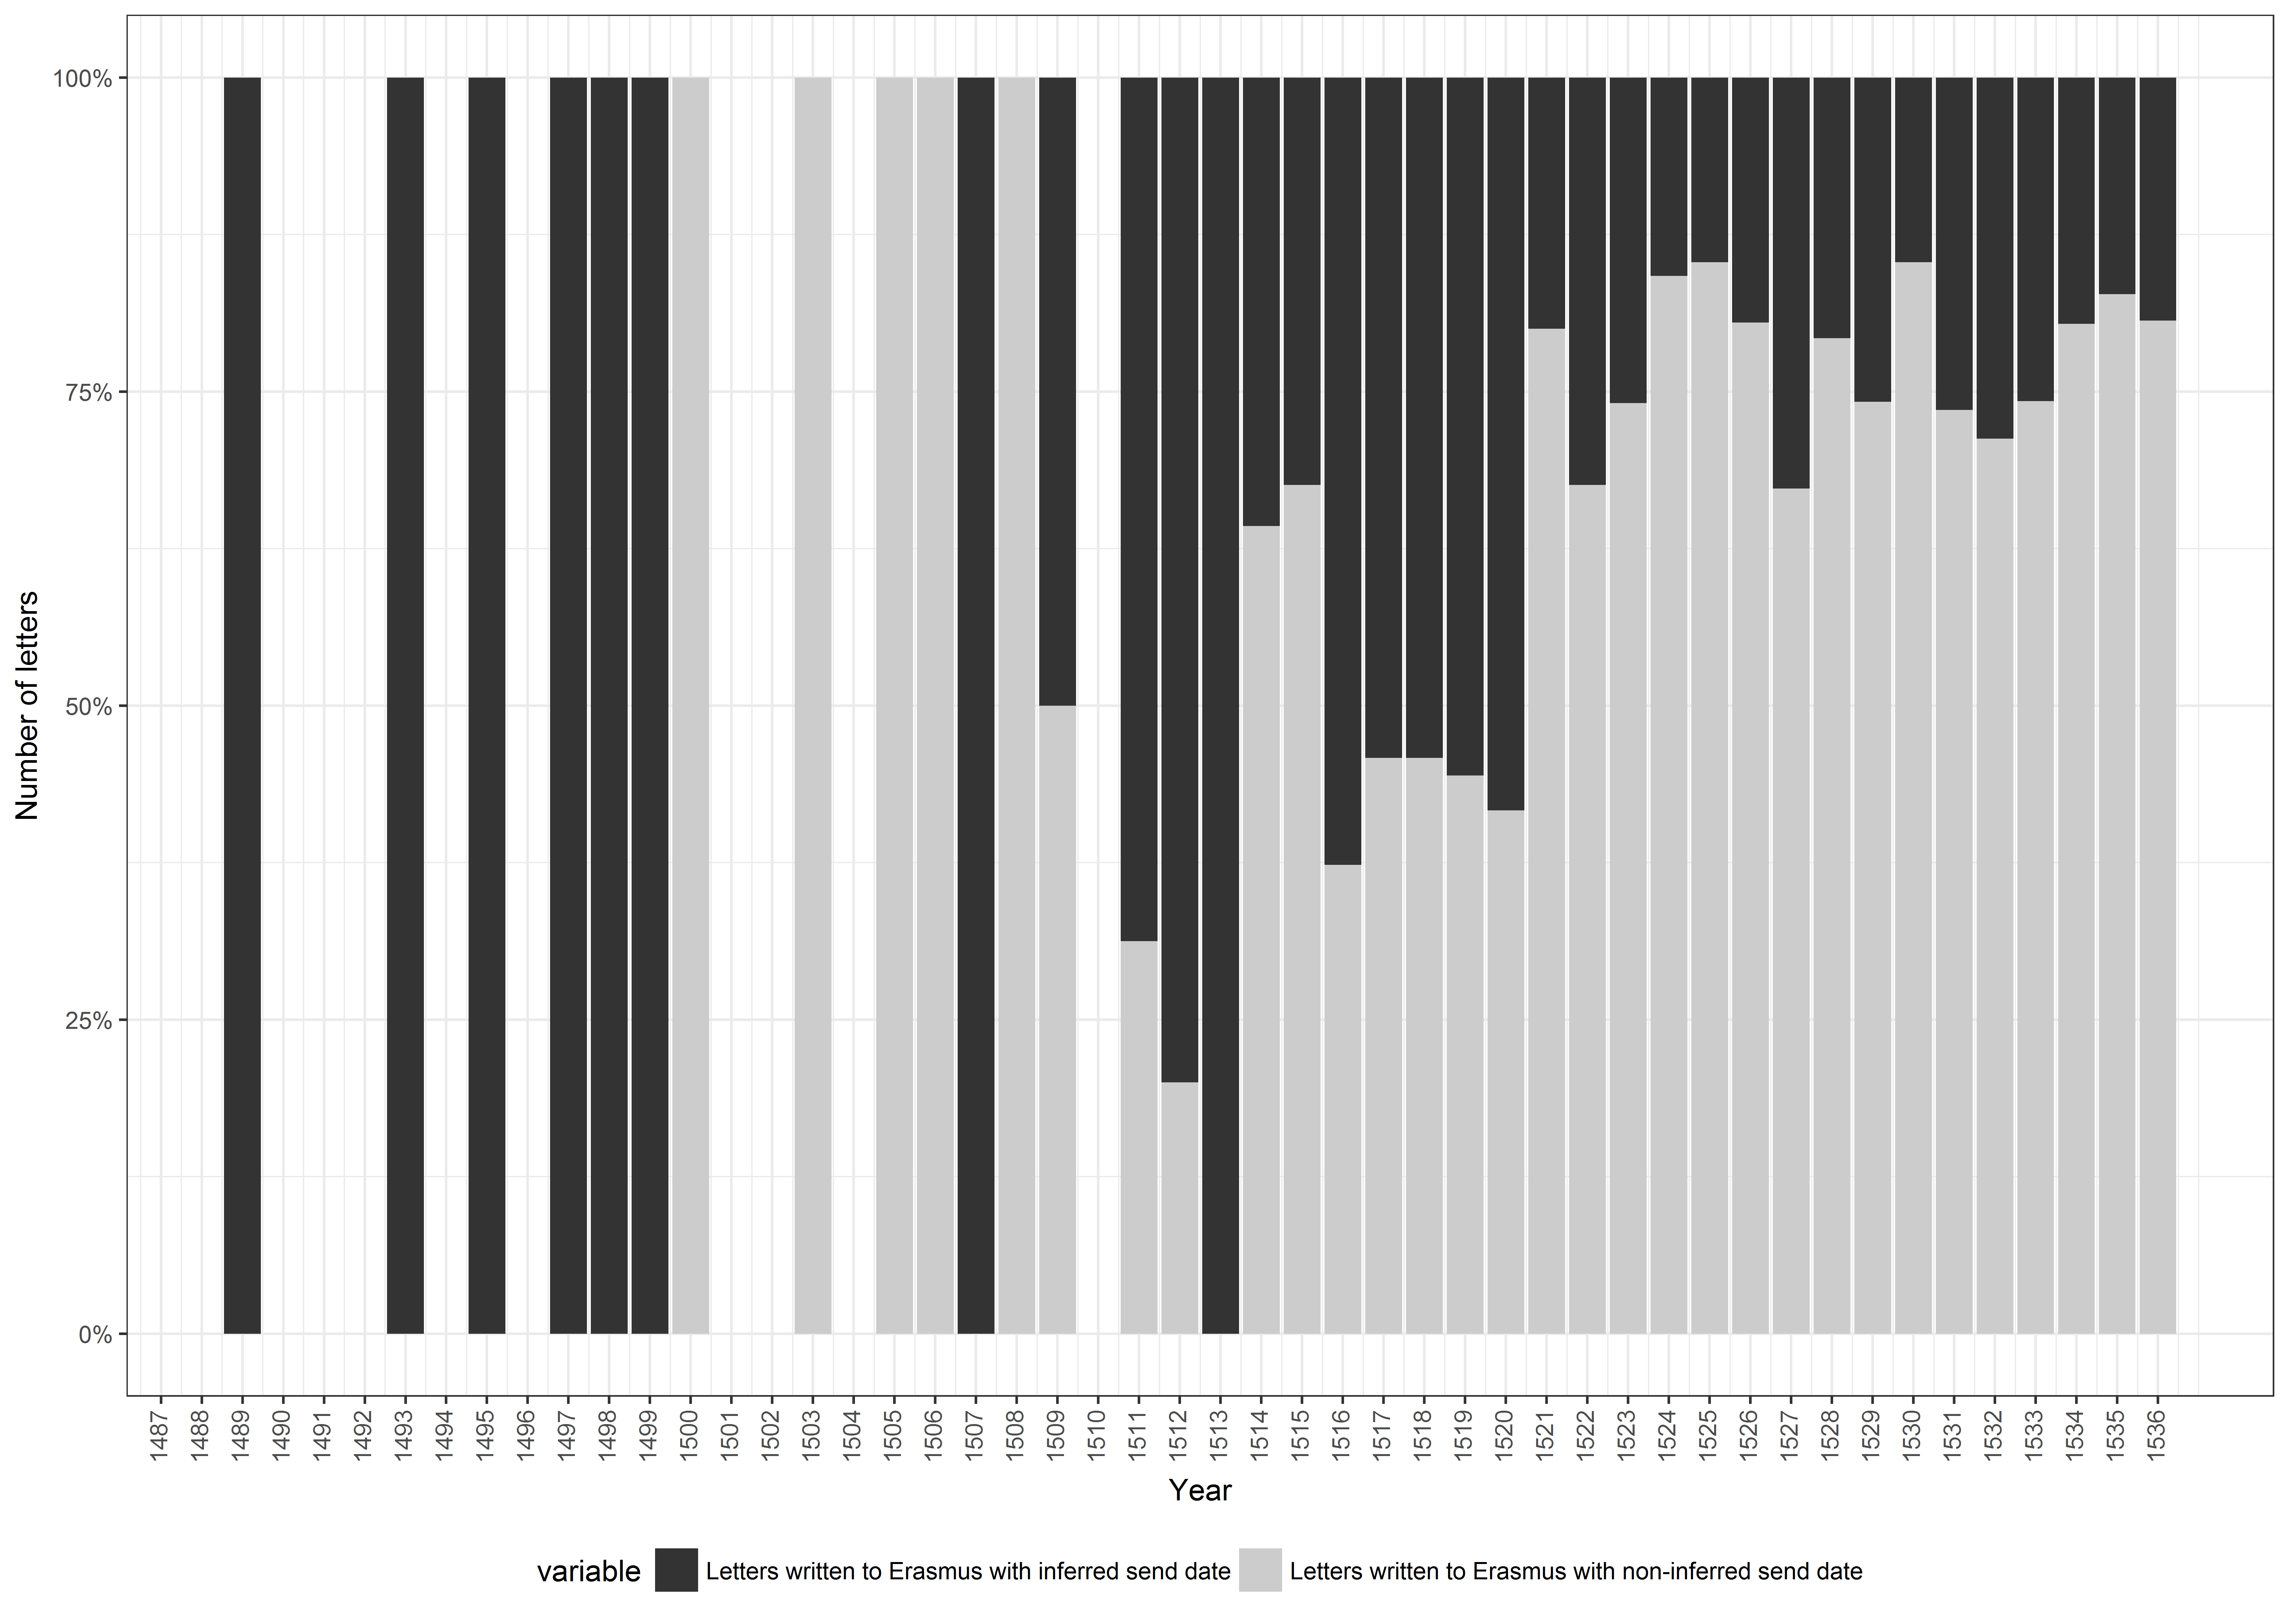 Number of letters
100%
75%
50%
25%
0%
1487 1488 1489 1490 1491 1492 1493 1494 1495 1496 1497 1498 1499 1500 1501 1502 1503 1504 1505 1506 1507 1508 1509 1510 1511 1512 1513 1514 1515 1516 1517 1518 1519 1520 1521 1522 1523 1524 1525 1526 1527 1528 1529 1530 1531 1532 1533 1534 1535 1536
Year
variable Letters written to Erasmus with inferred send date Letters written to Erasmus with non-inferred send date